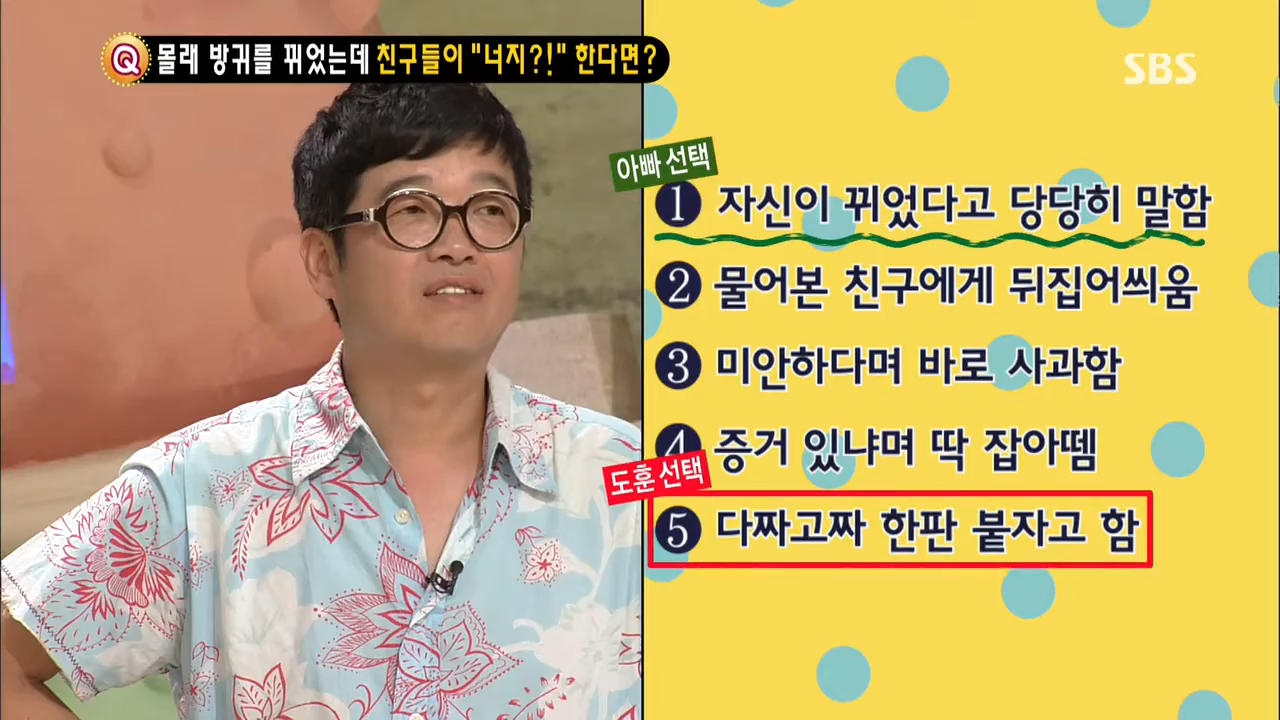 Q 몰래 방귀를 뀌었는데 친구들이 "너지?!" 한다면?
SBS
아빠 선택
1 자신이 뀌었다고 당당히 말함
2 물어본 친구에게 뒤집어씌움
3 미안하다며 바로 사과함
4 증거 있냐며 딱 잡아뗌
도훈 선택
5 다짜고짜 한판 붙자고 함